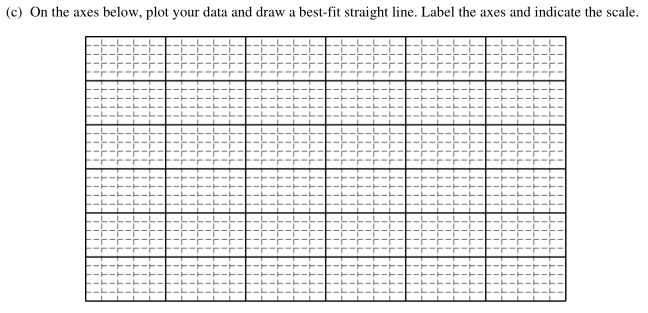 (c) On the axes below, plot your data and draw a best-fit straight line. Label the axes and indicate the scale.